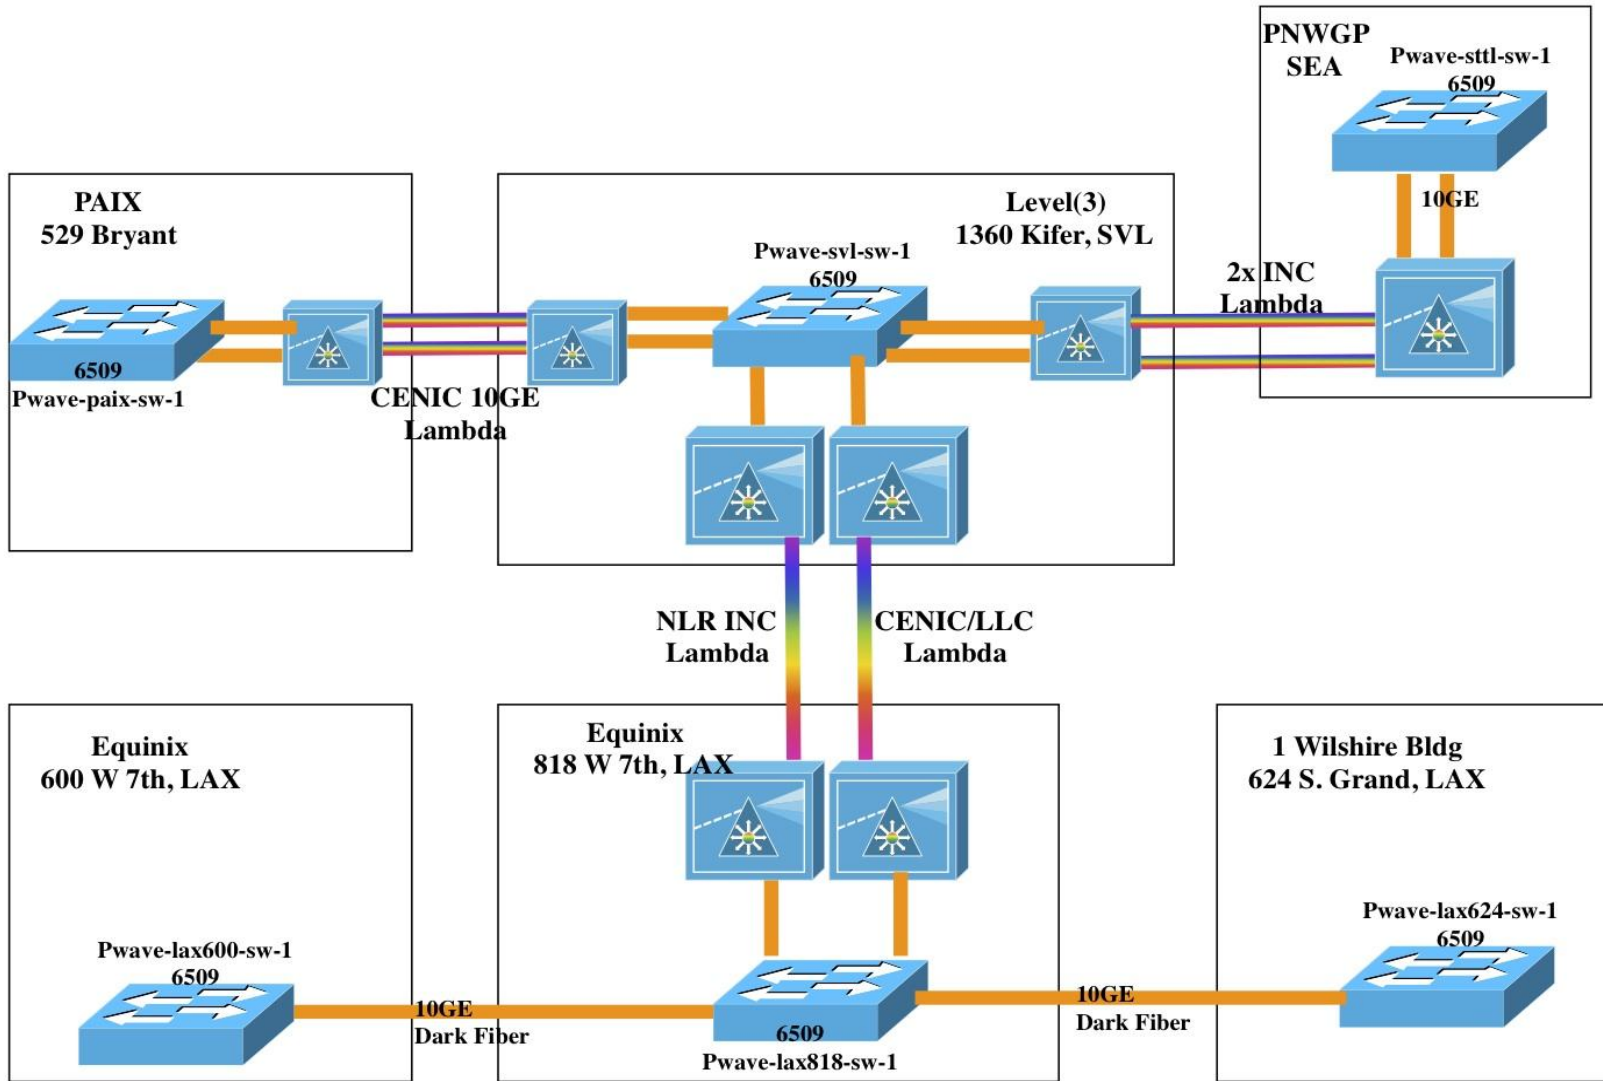 PNWGP
SEA
Pwave-sttl-sw-1
6509
10GE
PAIX
529 Bryant
6509
Pwave-paix-sw-1
CENIC 10GE
Lambda
Level(3)
1360 Kifer, SVL
Pwave-svl-sw-1
6509
2x INC
Lambda
NLR INC
Lambda
CENIC/LLC
Lambda
Equinix
600 W 7th, LAX
Pwave-lax600-sw-1
6509
10GE
Dark Fiber
Equinix
818 W 7th, LAX
6509
Pwave-lax818-sw-1
10GE
Dark Fiber
1 Wilshire Bldg
624 S. Grand, LAX
Pwave-lax624-sw-1
6509